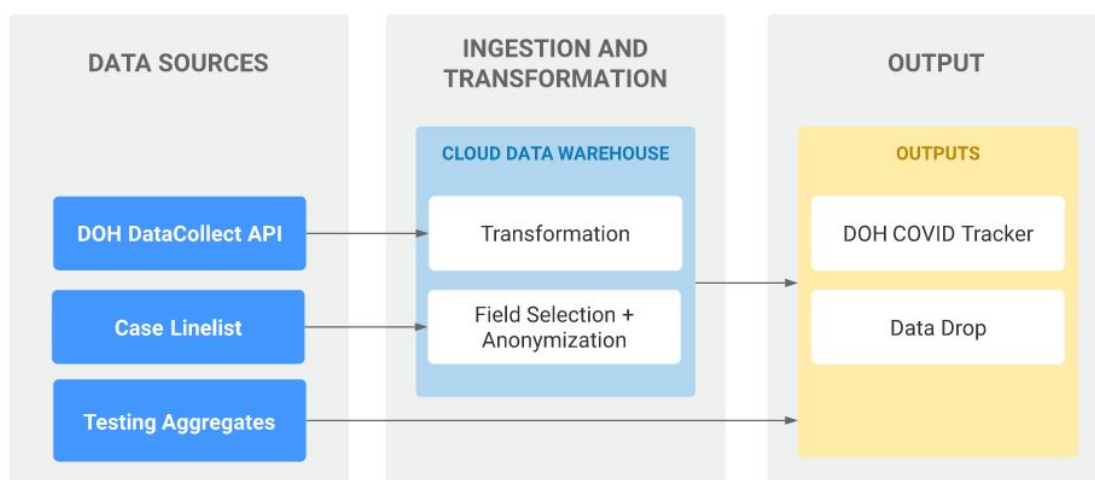 DATA SOURCES
INGESTION AND
TRANSFORMATION
OUTPUT
CLOUD DATA WAREHOUSE
OUTPUTS
DOH DataCollect API
Transformation
DOH COVID Tracker
Case Linelist
Field Selection +
Anonymization
Data Drop
Testing Aggregates